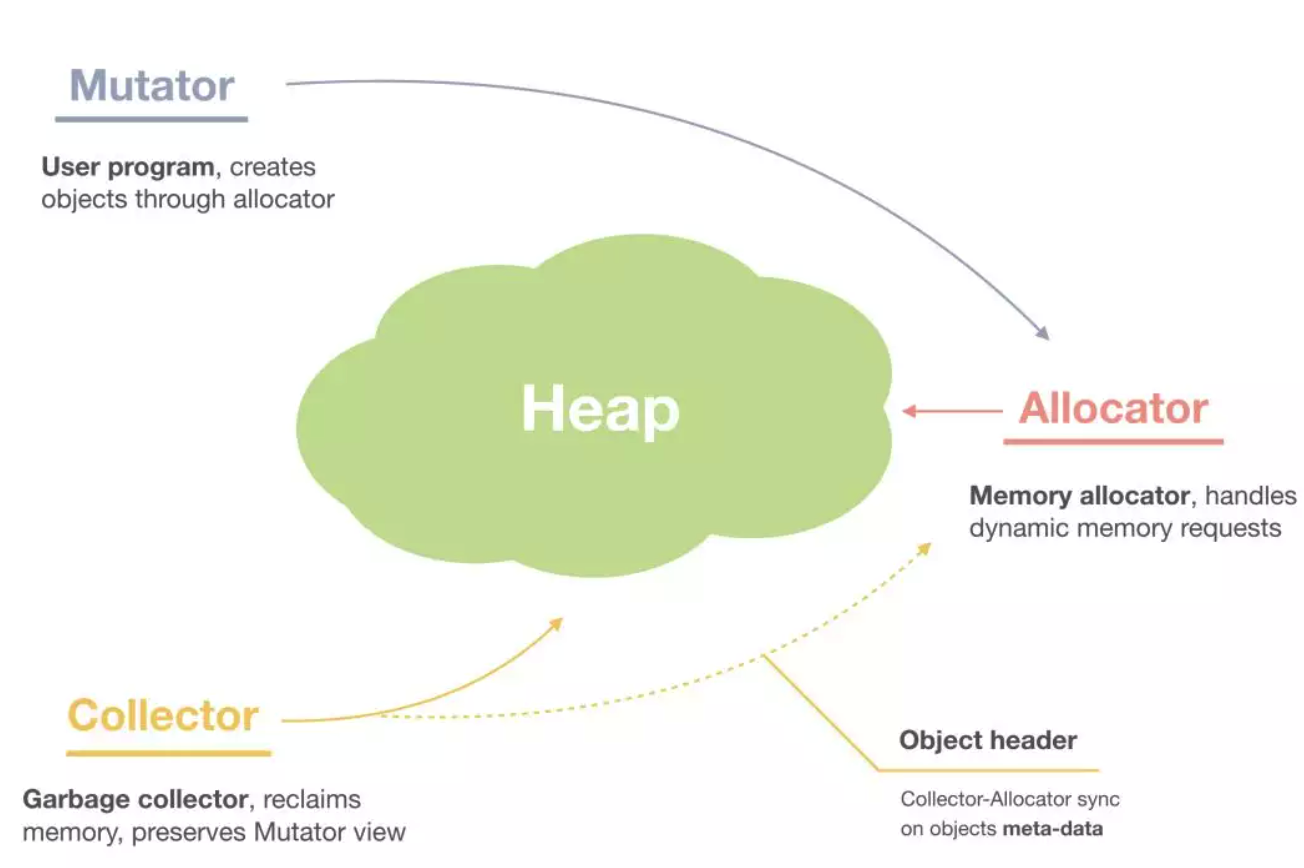 Mutator
User program, creates
objects through allocator
Heap
Allocator
Memory allocator, handles
dynamic memory requests
Collector
Garbage collector, reclaims
memory, preserves Mutator view
Object header
Collector-Allocator sync
on objects meta-data